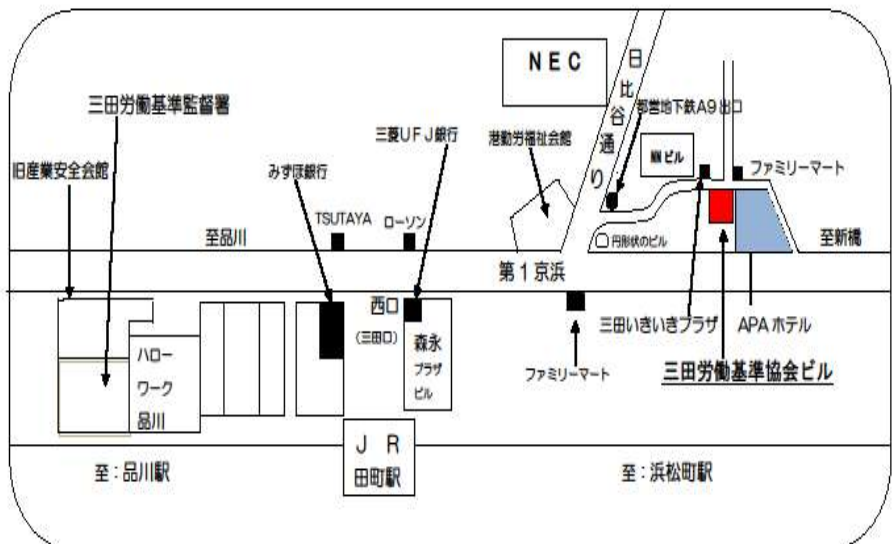 NEC
日比谷通り
三田労働基準監督署
都営地下鉄A9出口
三菱UFJ銀行
港勤労福祉会館
NNビル
ファミリーマート
旧産業安全会館
みずほ銀行
TSUTAYA
ローソン
至品川
円形状のビル
至新橋
第1京浜
西口
(三田口)
森永
プラザ
ビル
三田いきいきプラザ
APAホテル
ハロー
ワーク
品川
ファミリーマート
三田労働基準協会ビル
JR
田町駅
至:品川駅
至:浜松町駅